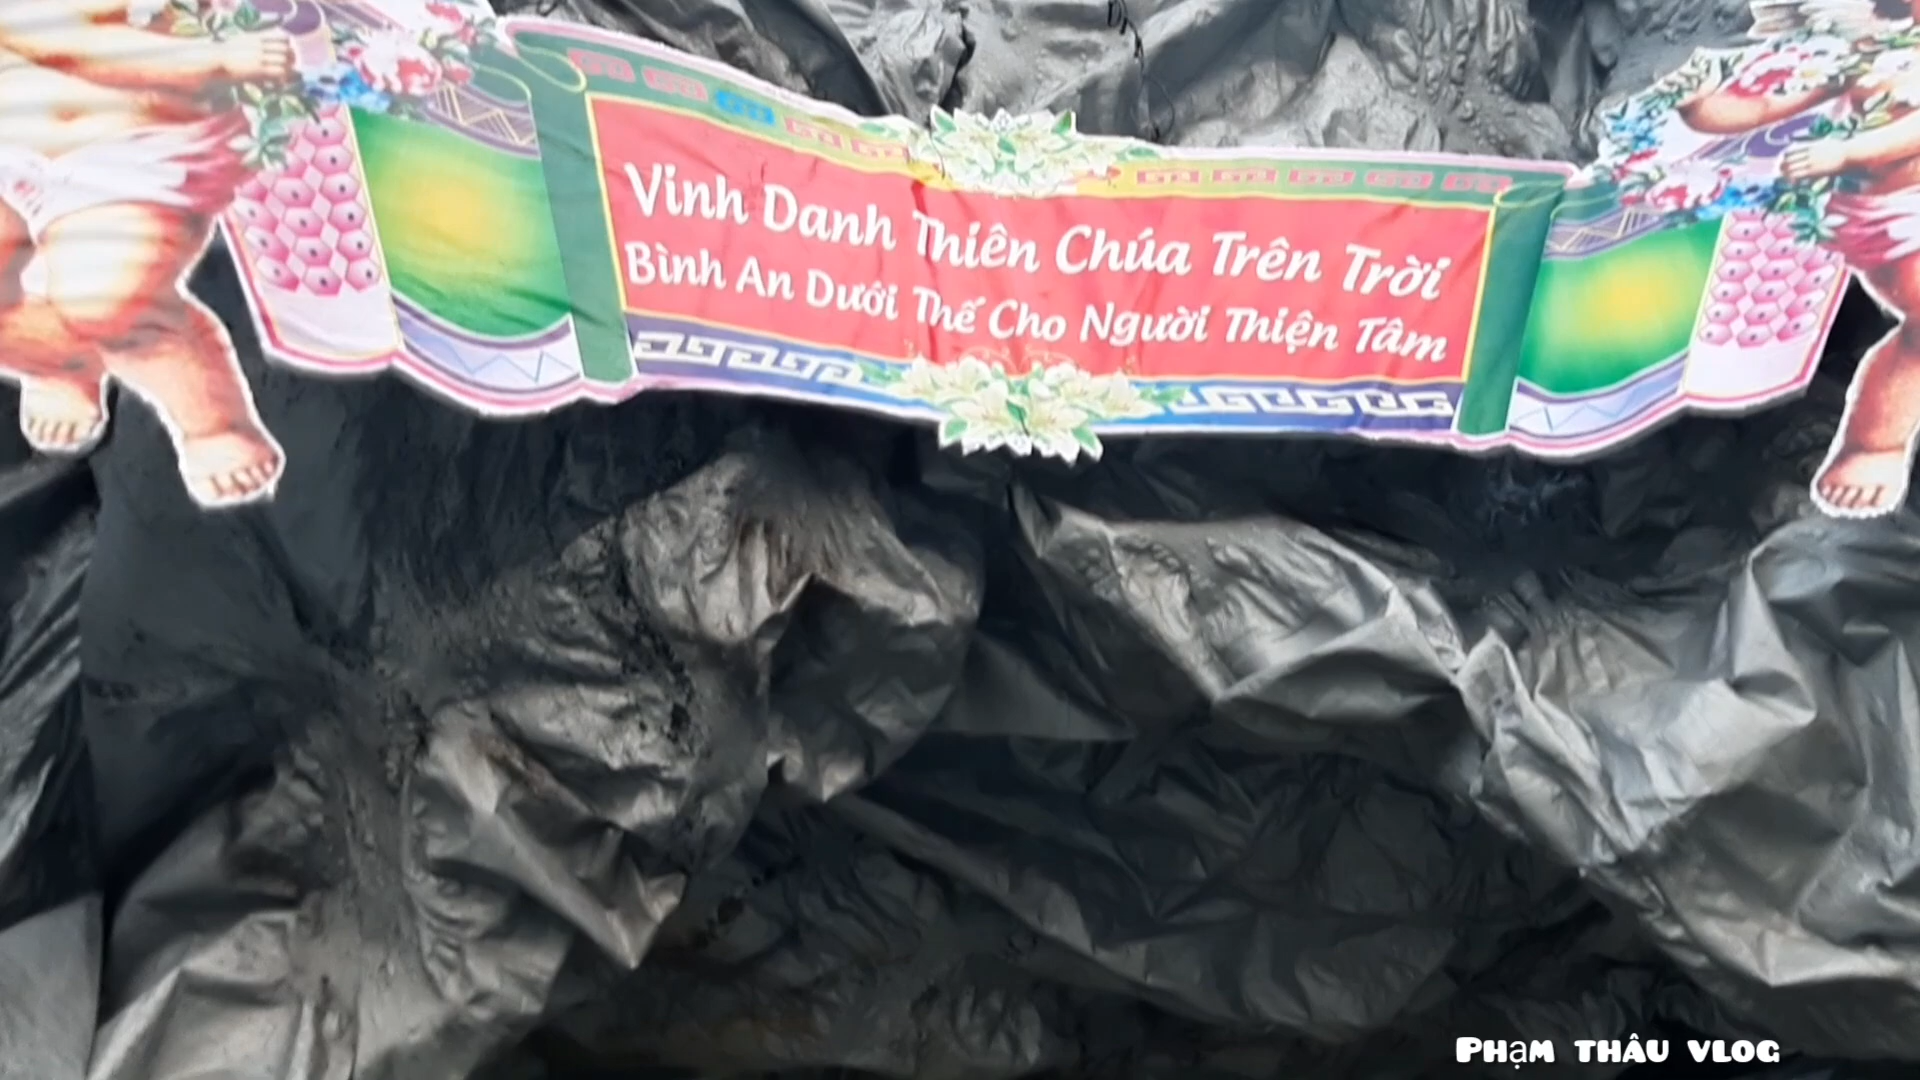 Vinh Danh Thiên Chúa Trên Trời
Bình An Dưới Thế Cho Người Thiện Tâm
PHẠM THÂU VLOG